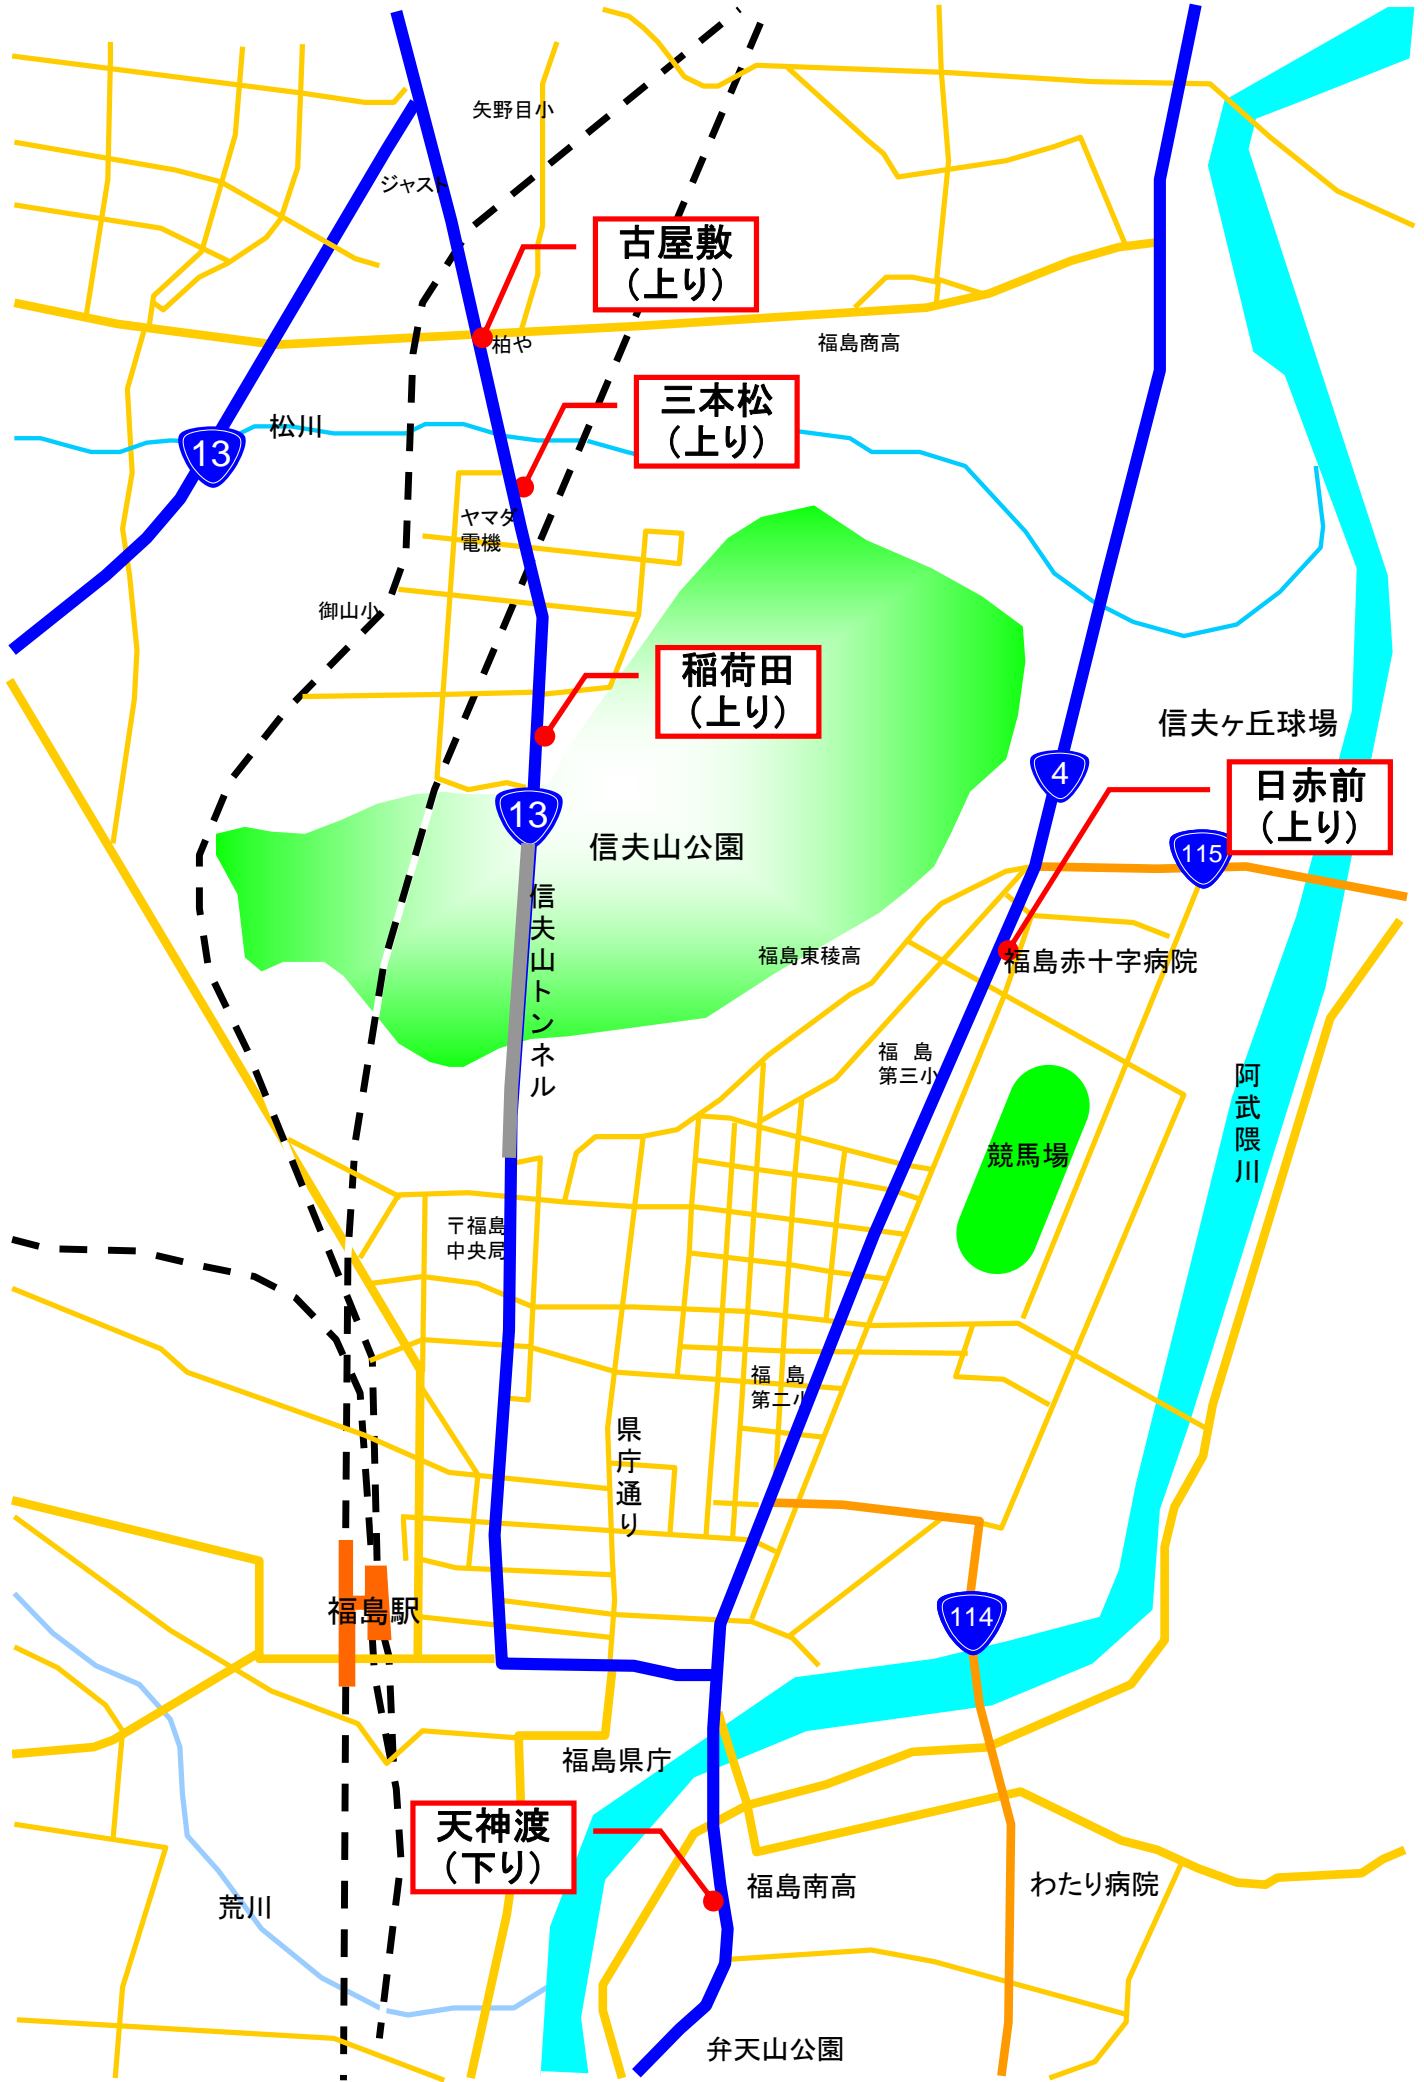 矢野目小
ジャスト
古屋敷
（上り）
柏や
福島商高
三本松
（上り）
松川
13
ヤマダ
電機
御山小
稲荷田
（上り）
信夫ヶ丘球場
4
日赤前
（上り）
13
115
信夫山公園
信夫山トンネル
福島東稜高
福島赤十字病院
福島
第三小
阿武隈川
競馬場
〒福島
中央局
福島
第二小
県庁通り
福島駅
114
福島県庁
天神渡
（下り）
福島南高
わたり病院
荒川
弁天山公園